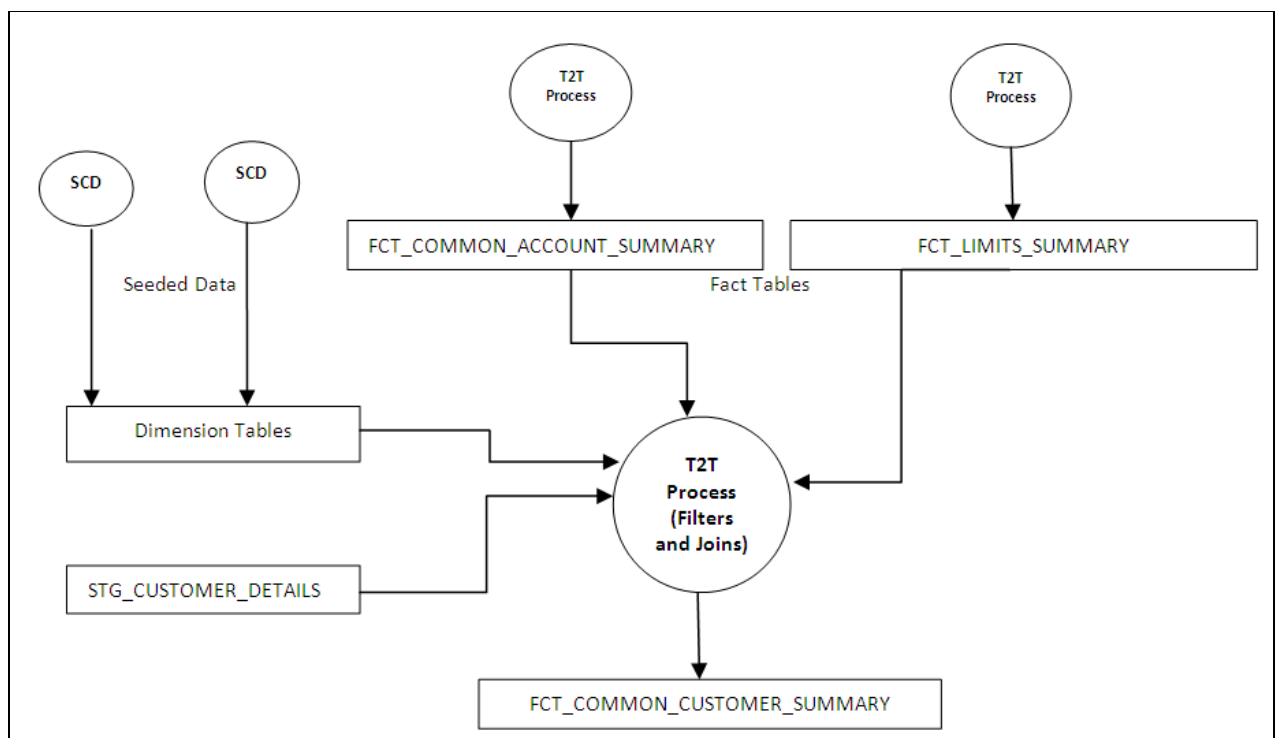 T2T
Process
T2T
Process
SCD
SCD
FCT_COMMON_ACCOUNT_SUMMARY
FCT_LIMITS_SUMMARY
Seeded Data
Fact Tables
Dimension Tables
T2T
Process
(Filters
and Joins)
STG_CUSTOMER_DETAILS
FCT_COMMON_CUSTOMER_SUMMARY